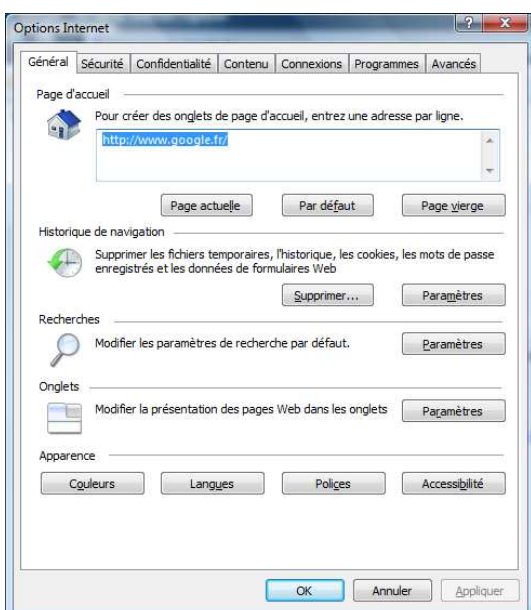 Options Internet
Général Sécurité Confidentialité Contenu Connexions Programmes Avancés
Page d'accueil
Pour créer des onglets de page d'accueil, entrez une adresse par ligne.
http://www.google.fr/
Page actuelle Par défaut Page vierge
Historique de navigation
Supprimer les fichiers temporaires, l'historique, les cookies, les mots de passe
enregistrés et les données de formulaires Web
Supprimer... Paramètres
Recherches
Modifier les paramètres de recherche par défaut. Paramètres
Onglets
Modifier la présentation des pages Web dans les onglets Paramètres
Apparence
Couleurs Langues Polices Accessibilité
OK Annuler Appliquer